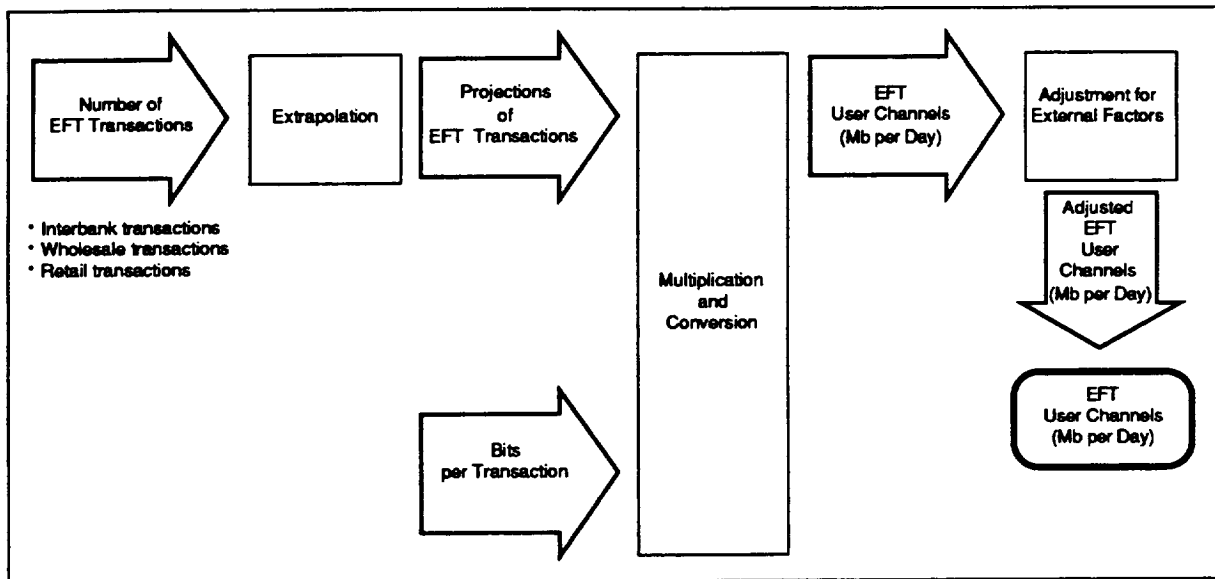 Number of
EFT Transactions
• Interbank transactions
• Wholesale transactions
• Retail transactions
Extrapolation
Projections
of
EFT Transactions
Bits
per Transaction
Multiplication
and
Conversion
EFT
User Channels
(Mb per Day)
Adjustment for
External Factors
Adjusted
EFT
User
Channels
(Mb per Day)
EFT
User Channels
(Mb per Day)